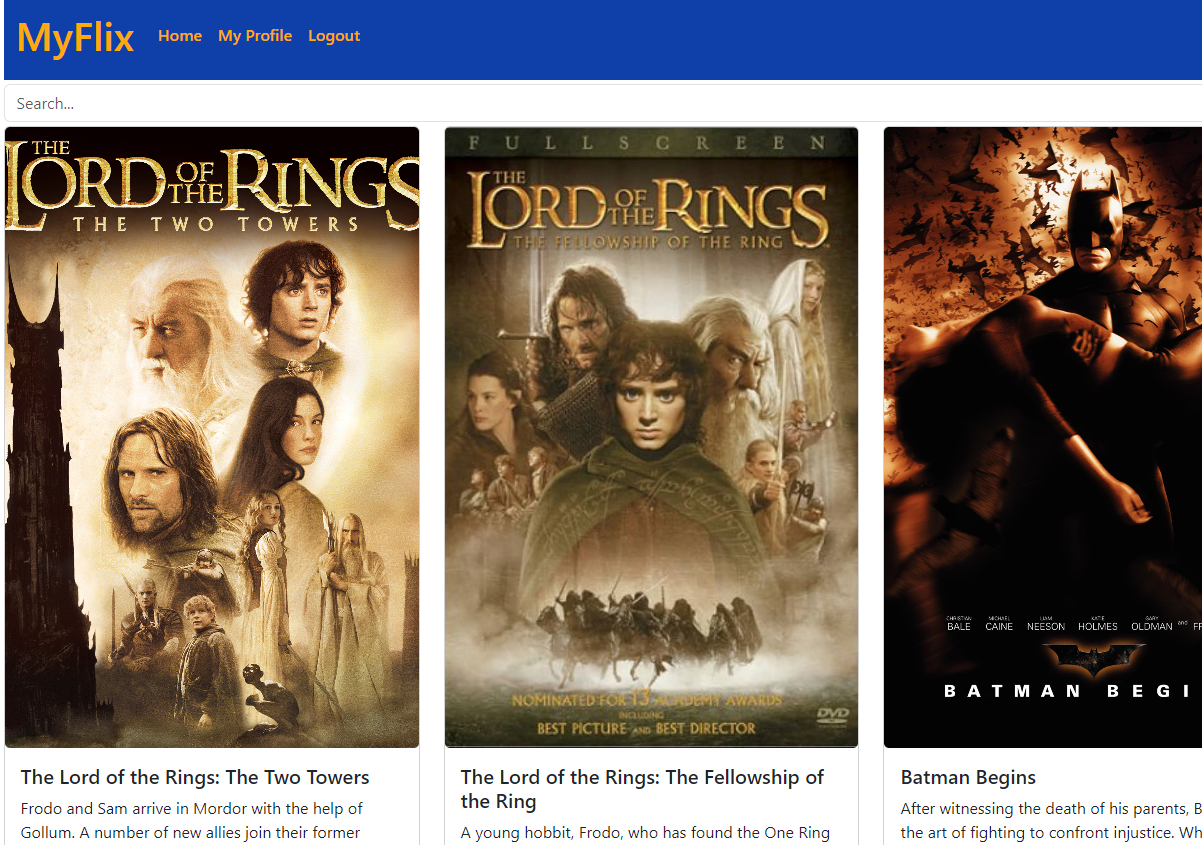 MyFlix Home My Profile Logout
Search...
THE
LORD OF THE RINGS
THE TWO TOWERS
FULLSCREEN
THE
LORD OF THE RINGS
THE FELLOWSHIP OF THE RING
NOMINATED FOR 13 ACADEMY AWARDS
INCLUDING
BEST PICTURE AND BEST DIRECTOR
DVD
CHRISTIAN BALE MICHAEL CAINE LIAM NEESON KATIE HOLMES GARY OLDMAN and
BATMAN BEGI
The Lord of the Rings: The Two Towers
Frodo and Sam arrive in Mordor with the help of
Gollum. A number of new allies join their former
The Lord of the Rings: The Fellowship of
the Ring
A young hobbit, Frodo, who has found the One Ring
Batman Begins
After witnessing the death of his parents, B
the art of fighting to confront injustice. Wh